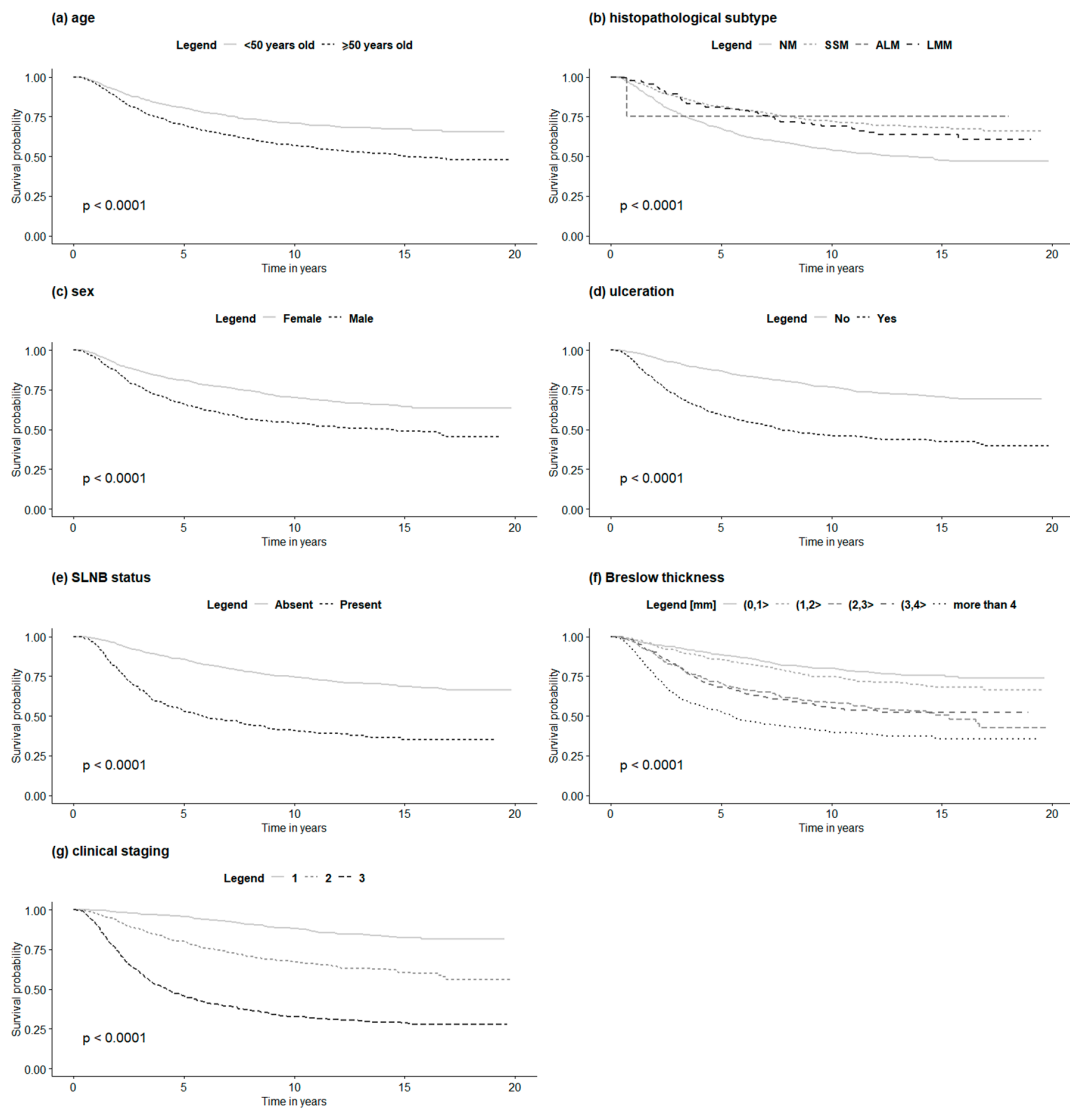 (a) age
Legend <50 years old ⩾50 years old
Survival probability
1.00
0.75
0.50
0.25
0.00
p < 0.0001
0 5 10 15 20
Time in years
(b) histopathological subtype
Legend NM SSM ALM LMM
Survival probability
1.00
0.75
0.50
0.25
0.00
p < 0.0001
0 5 10 15 20
Time in years
(c) sex
Legend Female Male
Survival probability
1.00
0.75
0.50
0.25
0.00
p < 0.0001
0 5 10 15 20
Time in years
(d) ulceration
Legend No Yes
Survival probability
1.00
0.75
0.50
0.25
0.00
p < 0.0001
0 5 10 15 20
Time in years
(e) SLNB status
Legend Absent Present
Survival probability
1.00
0.75
0.50
0.25
0.00
p < 0.0001
0 5 10 15 20
Time in years
(f) Breslow thickness
Legend [mm] (0,1> (1,2> (2,3> (3,4> more than 4
Survival probability
1.00
0.75
0.50
0.25
0.00
p < 0.0001
0 5 10 15 20
Time in years
(g) clinical staging
Legend 1 2 3
Survival probability
1.00
0.75
0.50
0.25
0.00
p < 0.0001
0 5 10 15 20
Time in years